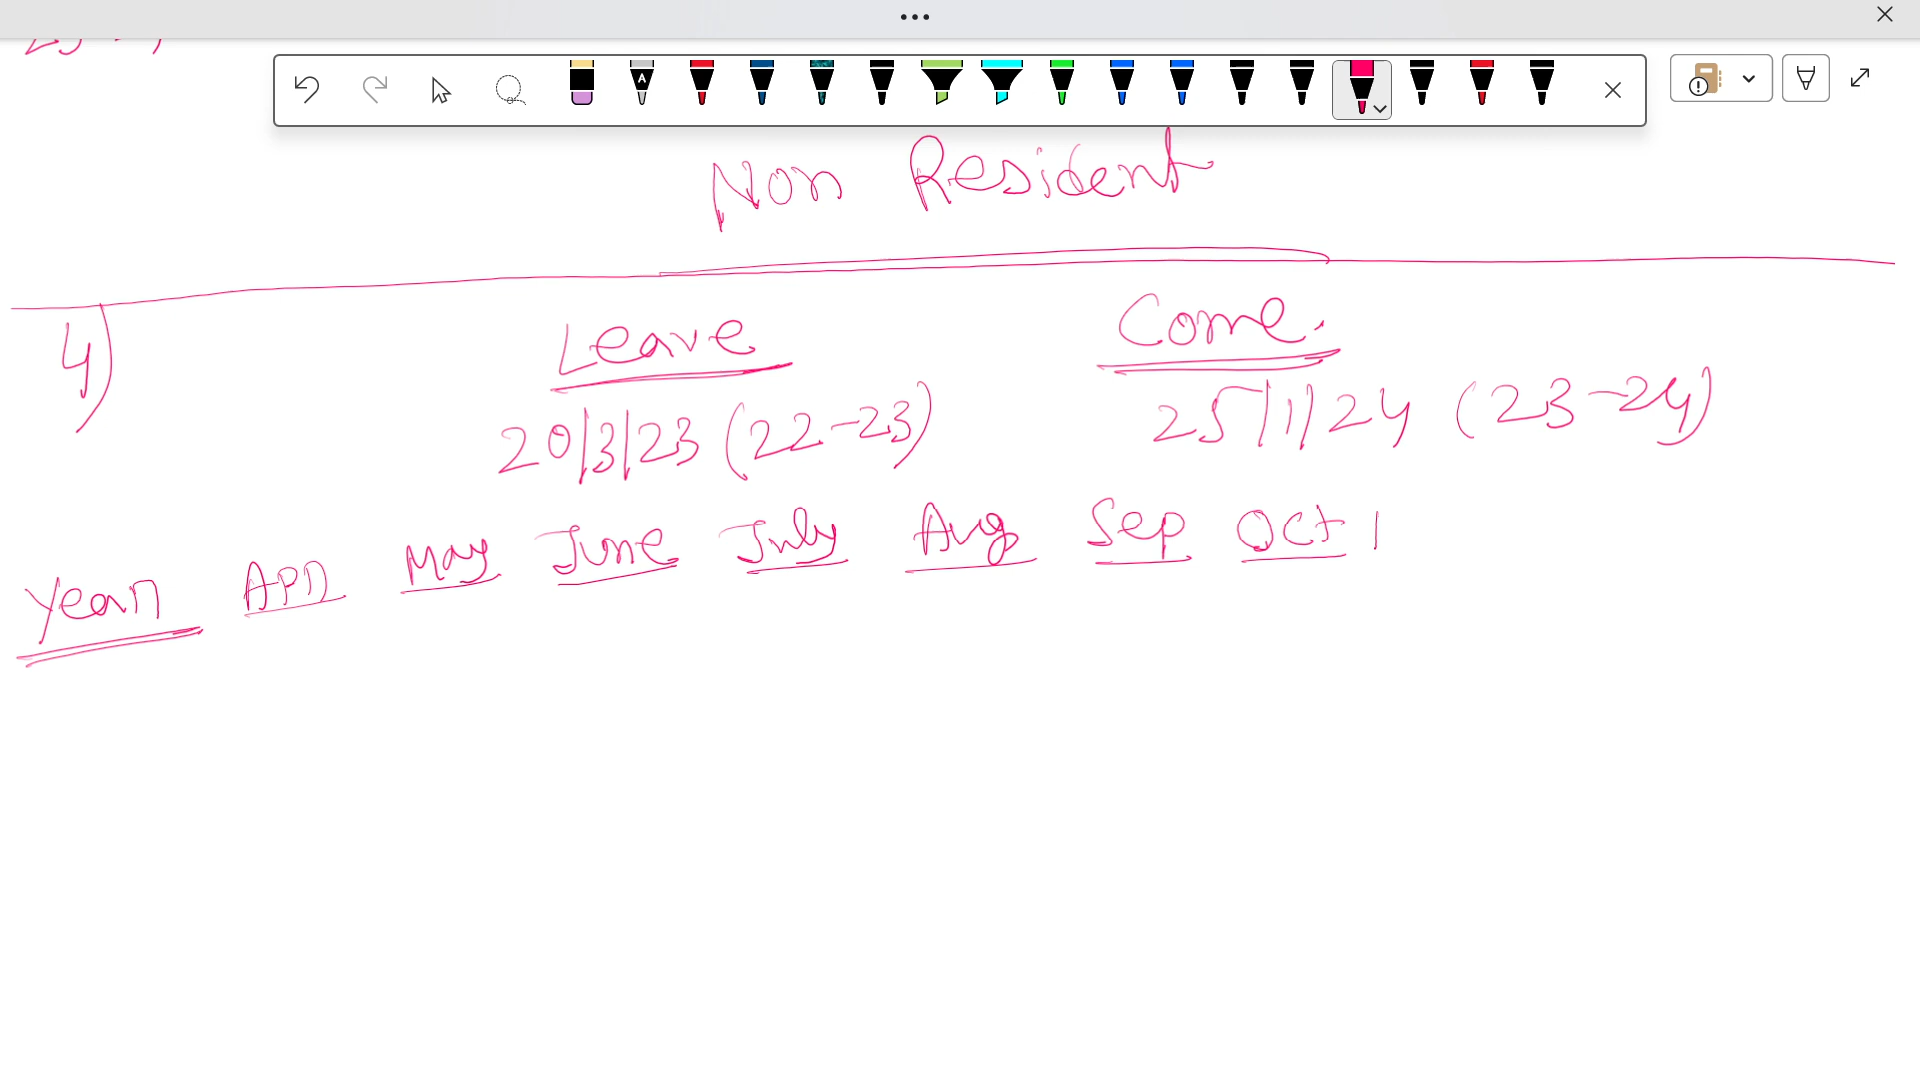 Non Resident
4) Leave Come.
20/3/23 (22-23) 25/1/24 (23-24)
Year Apr May June July Aug Sep Oct